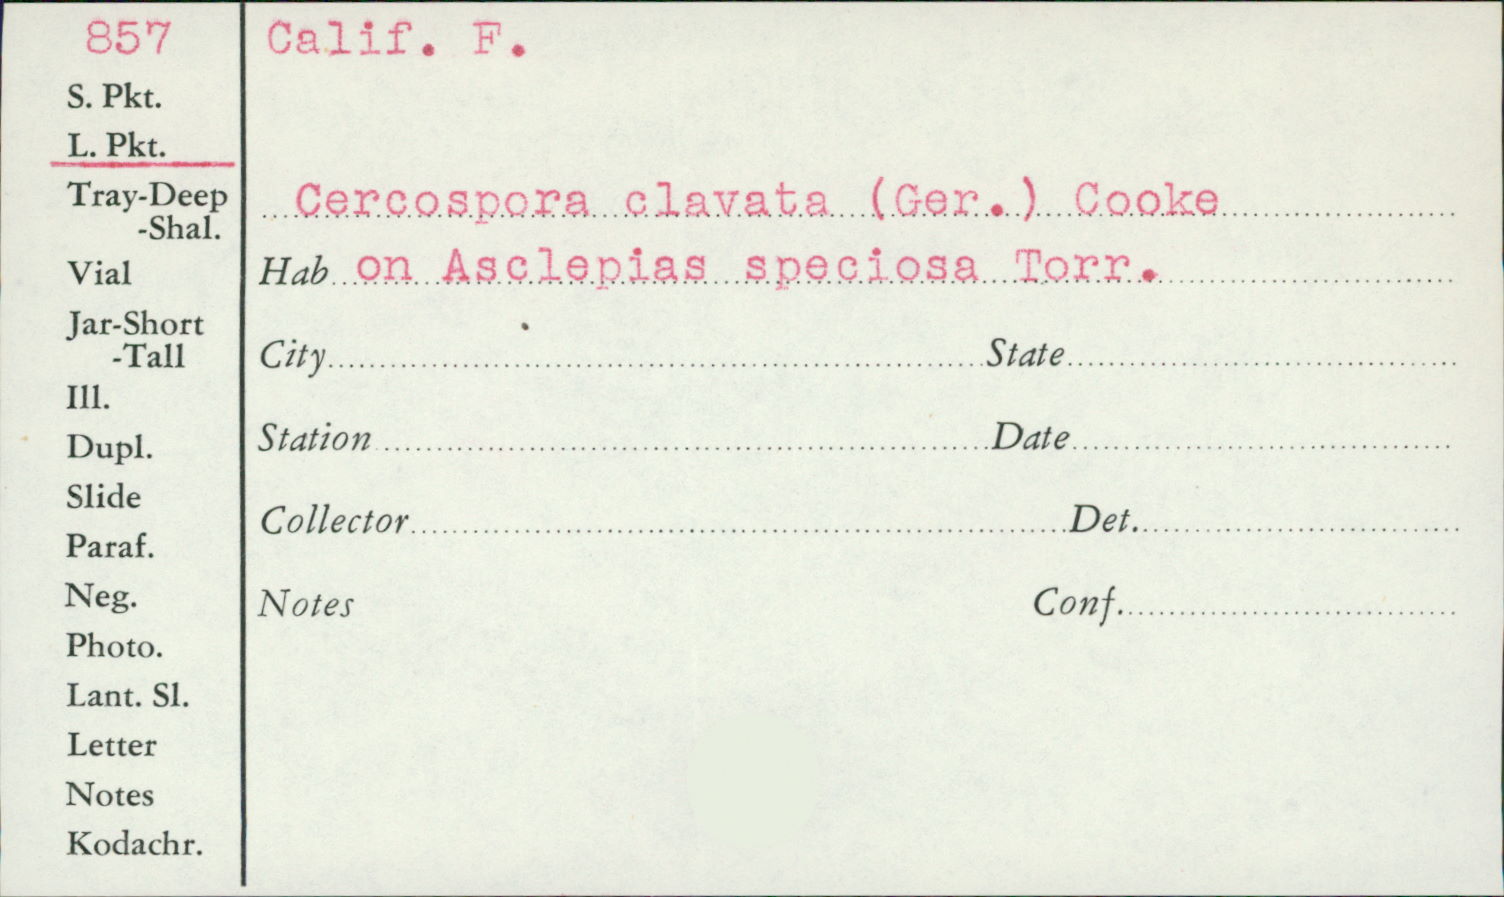 857
S. Pkt.
L. Pkt.
Tray-Deep
-Shal.
Vial
Jar-Short
-Tall
Ill.
Dupl.
Slide
Paraf.
Neg.
Photo.
Lant. Sl.
Letter
Notes
Kodachr.
Calif. F.
Cercospora clavata (Ger.) Cooke
Hab on Asclepias speciosa Torr.
City State
Station Date
Collector Det.
Notes Conf.